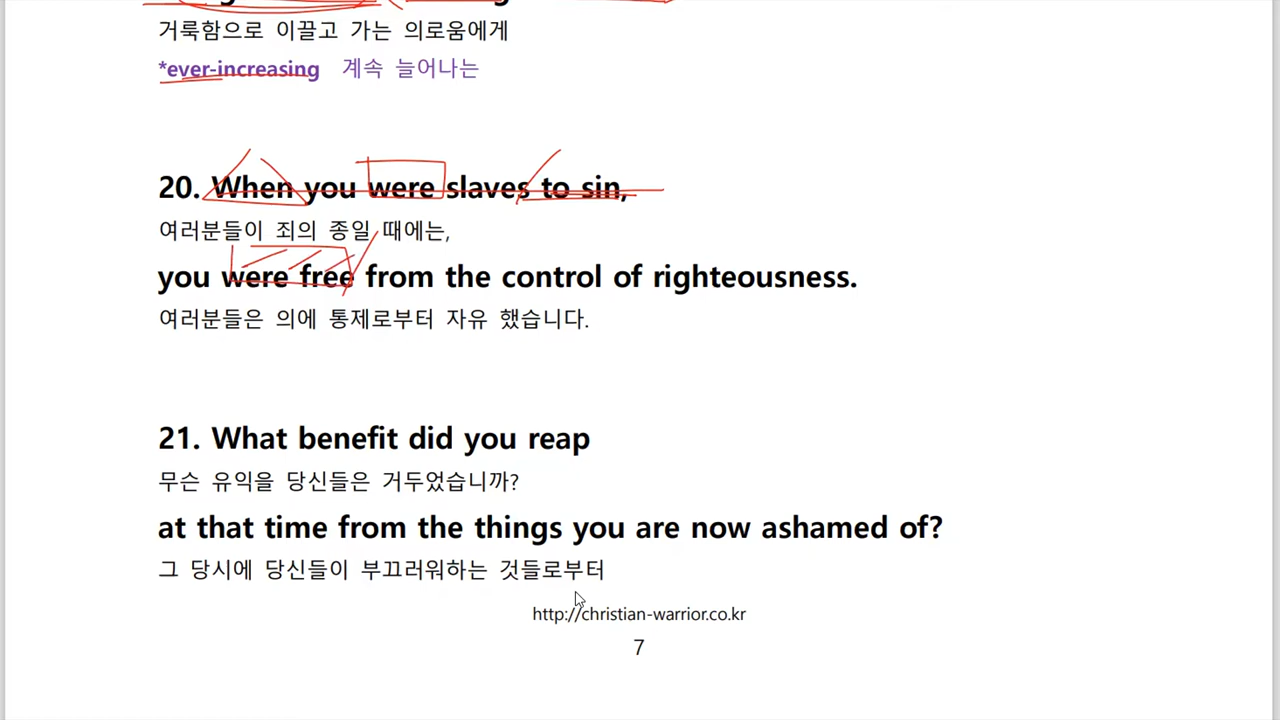 거룩함으로 이끌고 가는 의로움에게
*ever-increasing 계속 늘어나는
20. When you were slaves to sin,
여러분들이 죄의 종일 때에는,
you were free from the control of righteousness.
여러분들은 의에 통제로부터 자유 했습니다.
21. What benefit did you reap
무슨 유익을 당신들은 거두었습니까?
at that time from the things you are now ashamed of?
그 당시에 당신들이 부끄러워하는 것들로부터
http://christian-warrior.co.kr
7